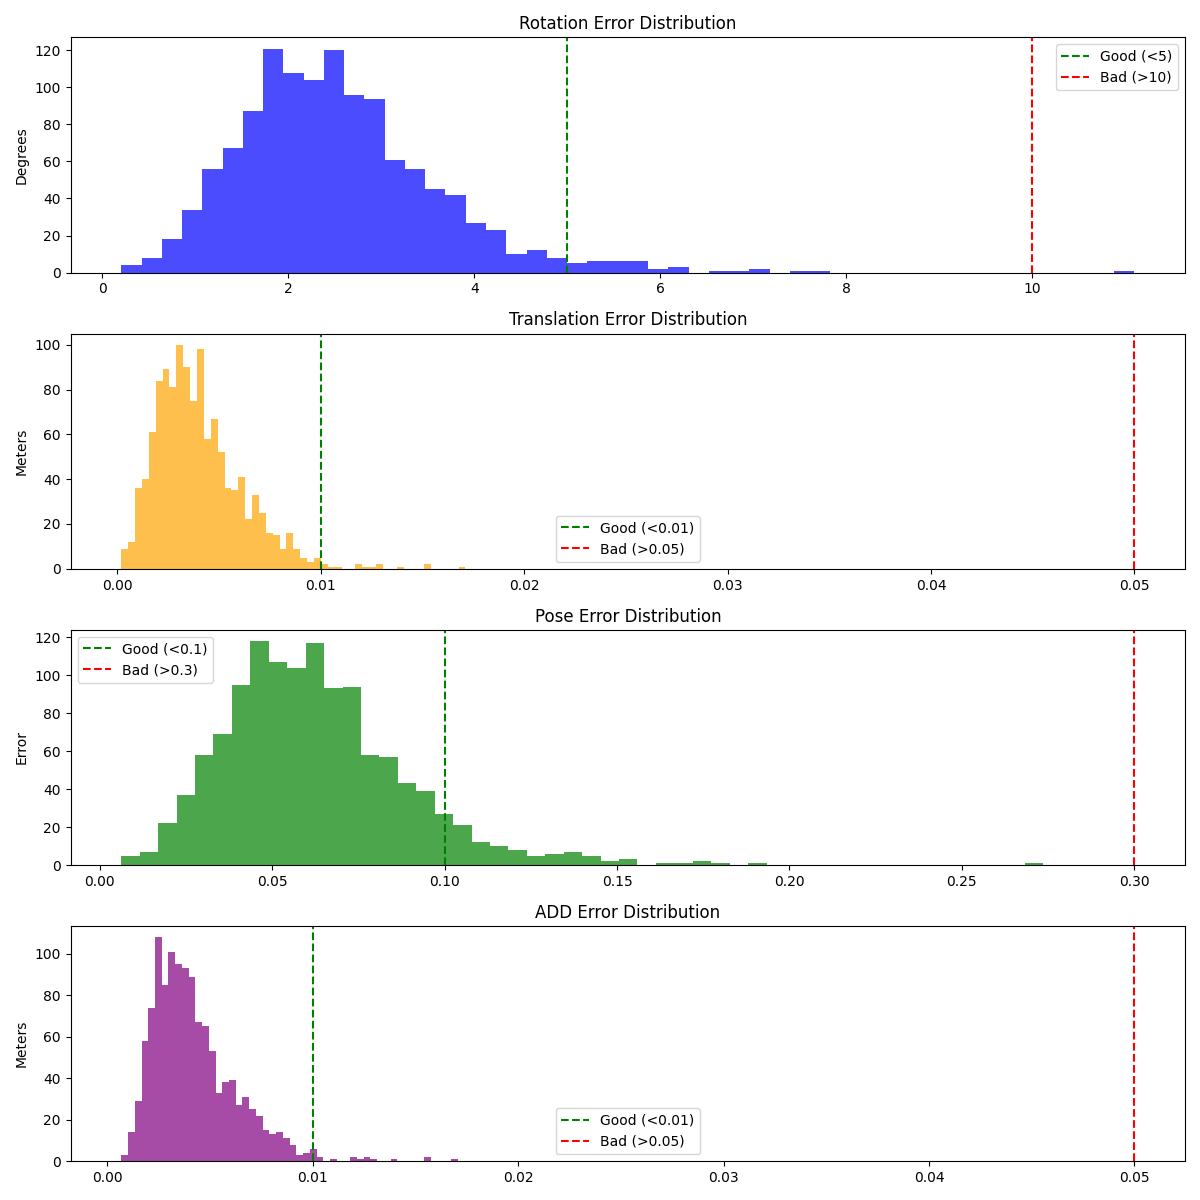 Rotation Error Distribution
120
100
80
60
40
20
0
Degrees
Good (<5)
Bad (>10)
0 2 4 6 8 10
Translation Error Distribution
100
80
60
40
20
0
Meters
Good (<0.01)
Bad (>0.05)
0.00 0.01 0.02 0.03 0.04 0.05
Pose Error Distribution
120
100
80
60
40
20
0
Error
Good (<0.1)
Bad (>0.3)
0.00 0.05 0.10 0.15 0.20 0.25 0.30
ADD Error Distribution
100
80
60
40
20
0
Meters
Good (<0.01)
Bad (>0.05)
0.00 0.01 0.02 0.03 0.04 0.05